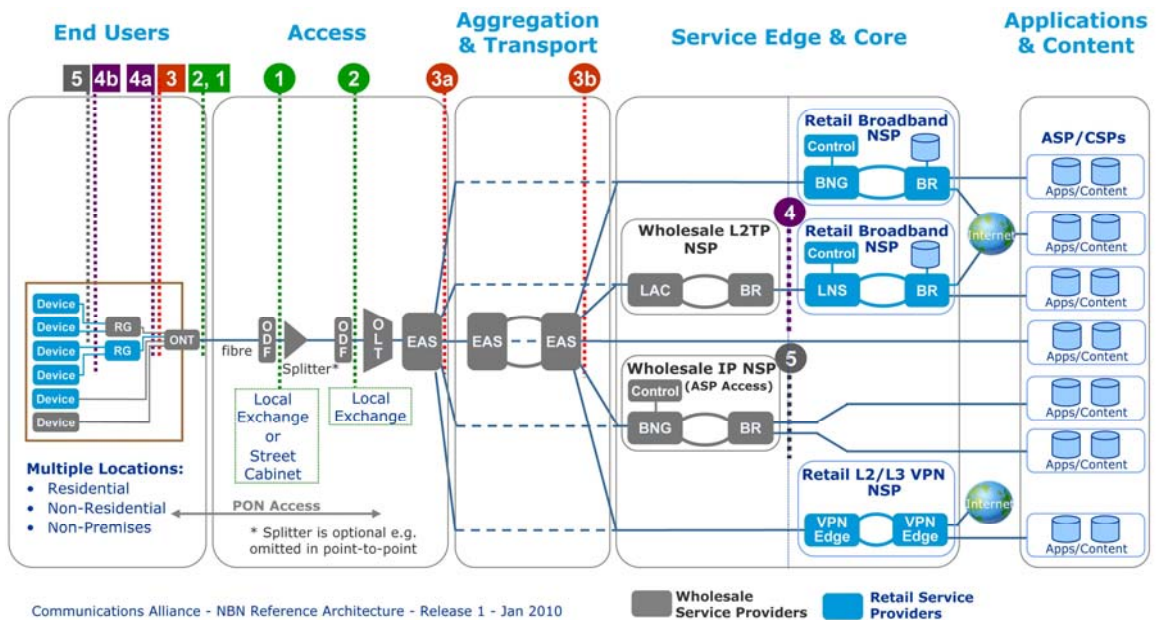 End Users
Access
Aggregation
& Transport
Service Edge & Core
Applications
& Content
5
4b
4a
3
2, 1
1
2
3a
3b
Retail Broadband
NSP
Control
BNG
BR
ASP/CSPs
Apps/Content
4
Wholesale L2TP
NSP
LAC
BR
Retail Broadband
NSP
Control
LNS
BR
Internet
Apps/Content
Apps/Content
Device
Device
Device
Device
Device
Device
RG
RG
ONT
fibre
ODF
Splitter*
ODF
OLT
EAS
EAS
EAS
Apps/Content
5
Wholesale IP NSP
(ASP Access)
Control
BNG
BR
Apps/Content
Apps/Content
Local
Exchange
or
Street
Cabinet
Local
Exchange
Multiple Locations:
• Residential
• Non-Residential
• Non-Premises
PON Access
* Splitter is optional e.g.
omitted in point-to-point
Retail L2/L3 VPN
NSP
VPN
Edge
VPN
Edge
Internet
Apps/Content
Communications Alliance - NBN Reference Architecture - Release 1 - Jan 2010
Wholesale
Service Providers
Retail Service
Providers